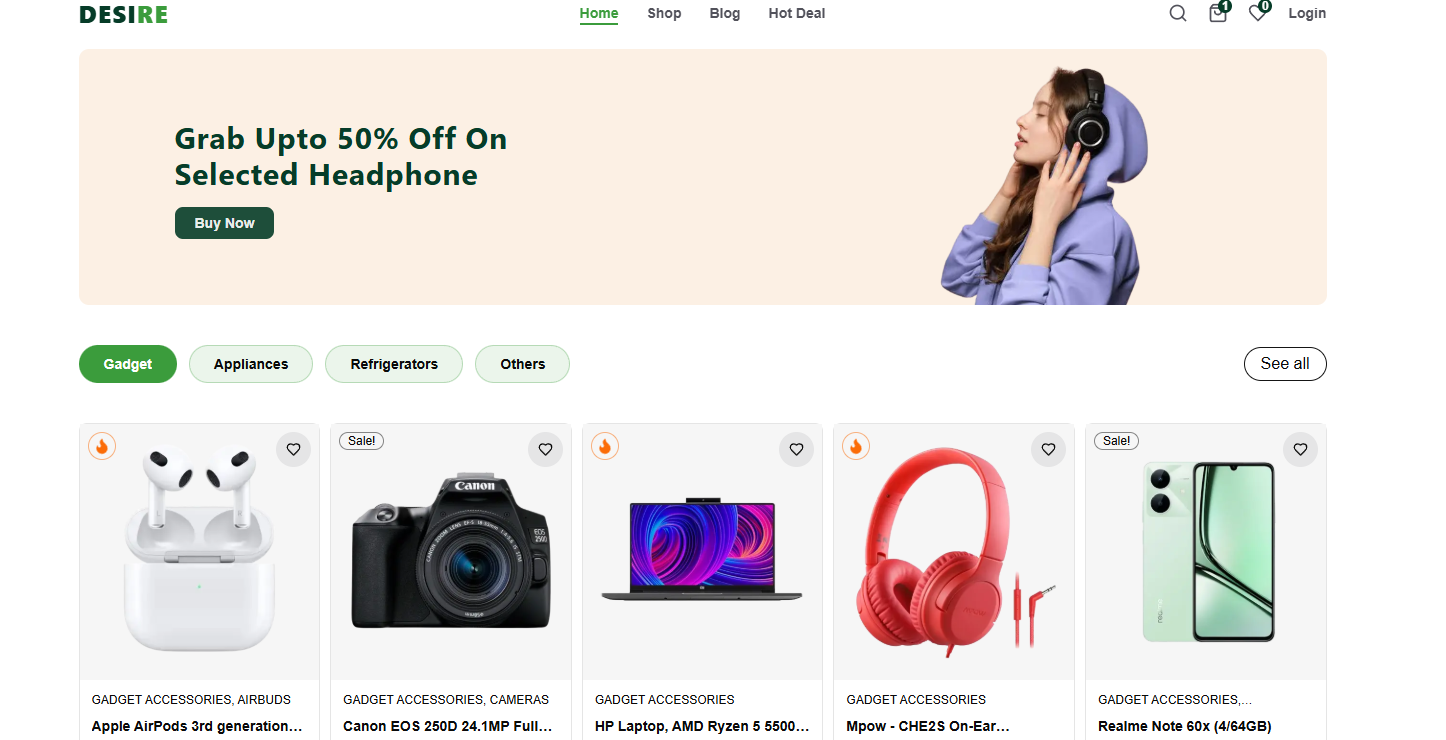 DESIRE
Home Shop Blog Hot Deal 1 0 Login
Grab Upto 50% Off On
Selected Headphone
Buy Now
Gadget Appliances Refrigerators Others See all
Sale! Sale!
Canon
EOS
250D
GADGET ACCESSORIES, AIRBUDS
Apple AirPods 3rd generation...
GADGET ACCESSORIES, CAMERAS
Canon EOS 250D 24.1MP Full...
GADGET ACCESSORIES
HP Laptop, AMD Ryzen 5 5500...
GADGET ACCESSORIES
Mpow - CHE2S On-Ear...
GADGET ACCESSORIES,...
Realme Note 60x (4/64GB)